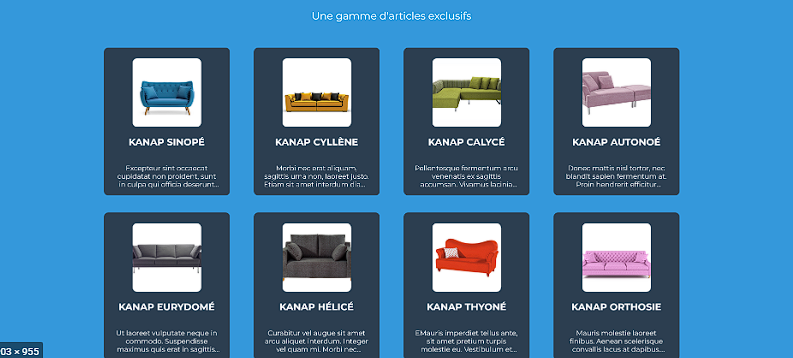 Une gamme d'articles exclusifs
KANAP SINOPÉ
Excepteur sint occaecat
cupidatat non proident, sunt
in culpa qui officia deserunt...
KANAP CYLLÈNE
Morbi nec erat aliquam,
sagittis urna non, laoreet justo.
Etiam sit amet interdum dia...
KANAP CALYCÉ
Pellentesque fermentum arcu
venenatis ex sagittis
accumsan. Vivamus lacinia...
KANAP AUTONOÉ
Donec mattis nisl tortor, nec
blandit sapien fermentum at.
Proin hendrerit efficitur...
KANAP EURYDOMÉ
Ut laoreet vulputate neque in
commodo. Suspendisse
maximus quis erat in sagittis...
KANAP HÉLICÉ
Curabitur vel augue sit amet
arcu aliquet interdum. Integer
vel quam mi. Morbi nec...
KANAP THYONÉ
EMauris imperdiet tellus ante,
sit amet pretium turpis
molestie eu. Vestibulum et...
KANAP ORTHOSIE
Mauris molestie laoreet
finibus. Aenean scelerisque
convallis lacus at dapibus...
03 × 955